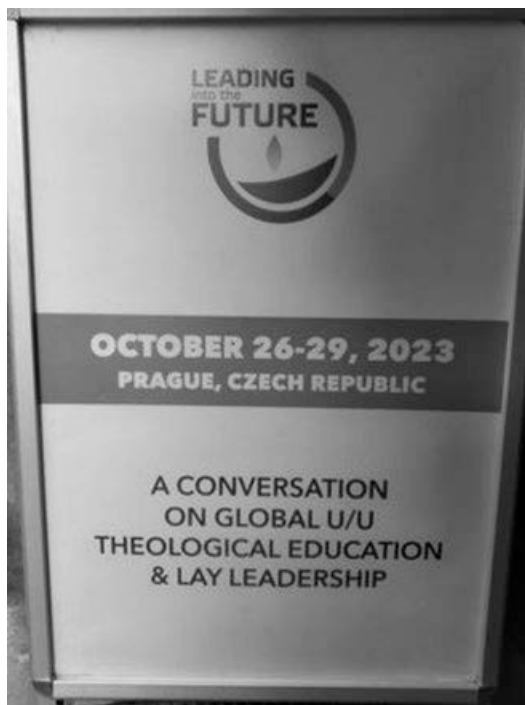 LEADING
into the
FUTURE
OCTOBER 26-29, 2023
PRAGUE, CZECH REPUBLIC
A CONVERSATION
ON GLOBAL U/U
THEOLOGICAL EDUCATION
& LAY LEADERSHIP